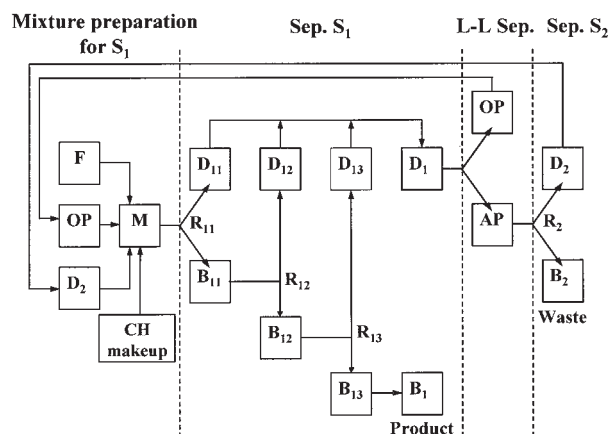 Mixture preparation
for S₁
Sep. S₁
L-L Sep.
Sep. S₂
OP
F
D₁₁
D₁₂
D₁₃
D₁
D₂
OP
M
R₁₁
AP
R₂
B₁₁
R₁₂
D₂
B₂
CH
makeup
B₁₂
R₁₃
Waste
B₁₃
B₁
Product